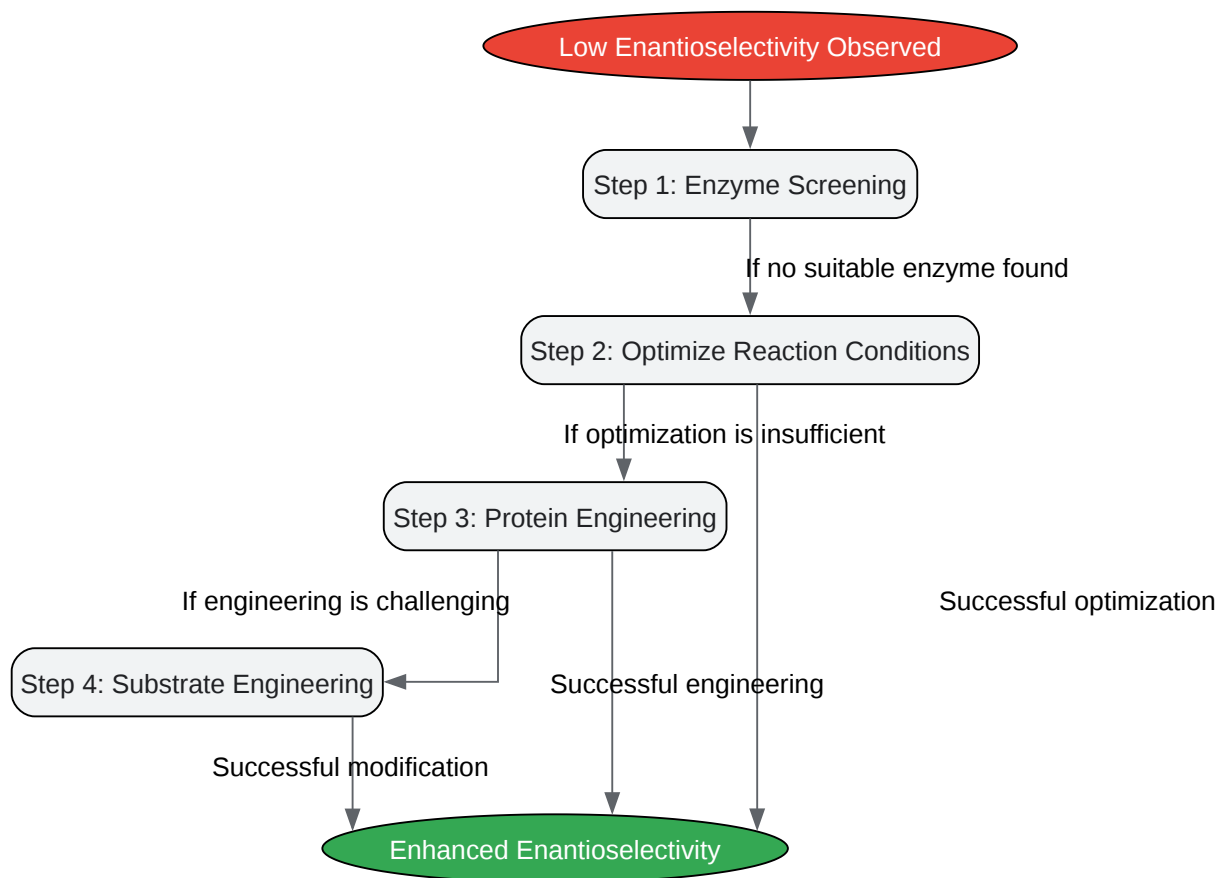 Low Enantioselectivity Observed
Step 1: Enzyme Screening
If no suitable enzyme found
Step 2: Optimize Reaction Conditions
If optimization is insufficient
Step 3: Protein Engineering
If engineering is challenging
Successful optimization
Step 4: Substrate Engineering
Successful engineering
Successful modification
Enhanced Enantioselectivity